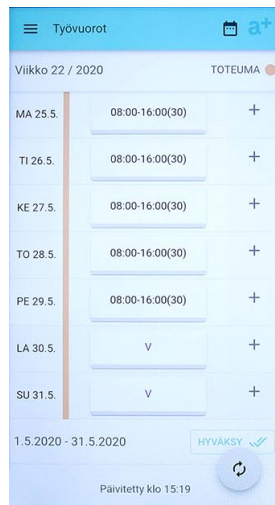 Työvuorot a+
Viikko 22 / 2020 TOTEUMA
MA 25.5. 08:00-16:00(30) +
TI 26.5. 08:00-16:00(30) +
KE 27.5. 08:00-16:00(30) +
TO 28.5. 08:00-16:00(30) +
PE 29.5. 08:00-16:00(30) +
LA 30.5. V +
SU 31.5. V +
1.5.2020 - 31.5.2020 HYVÄKSY
Päivitetty klo 15:19